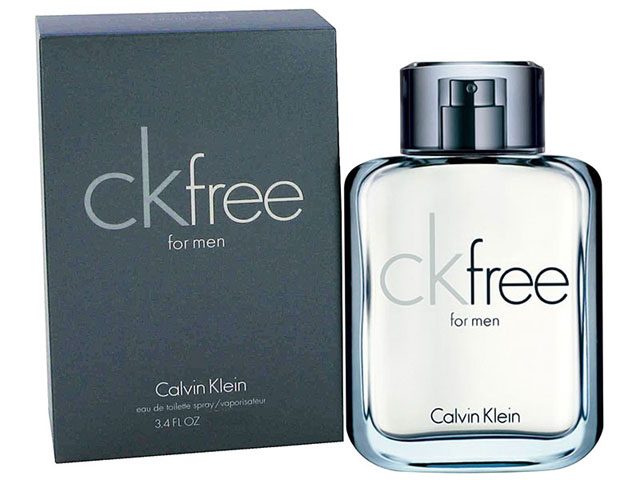 ckfree
for men
Calvin Klein
eau de toilette spray/vaporisateur
3.4 FL OZ
ckfree
for men
Calvin Klein